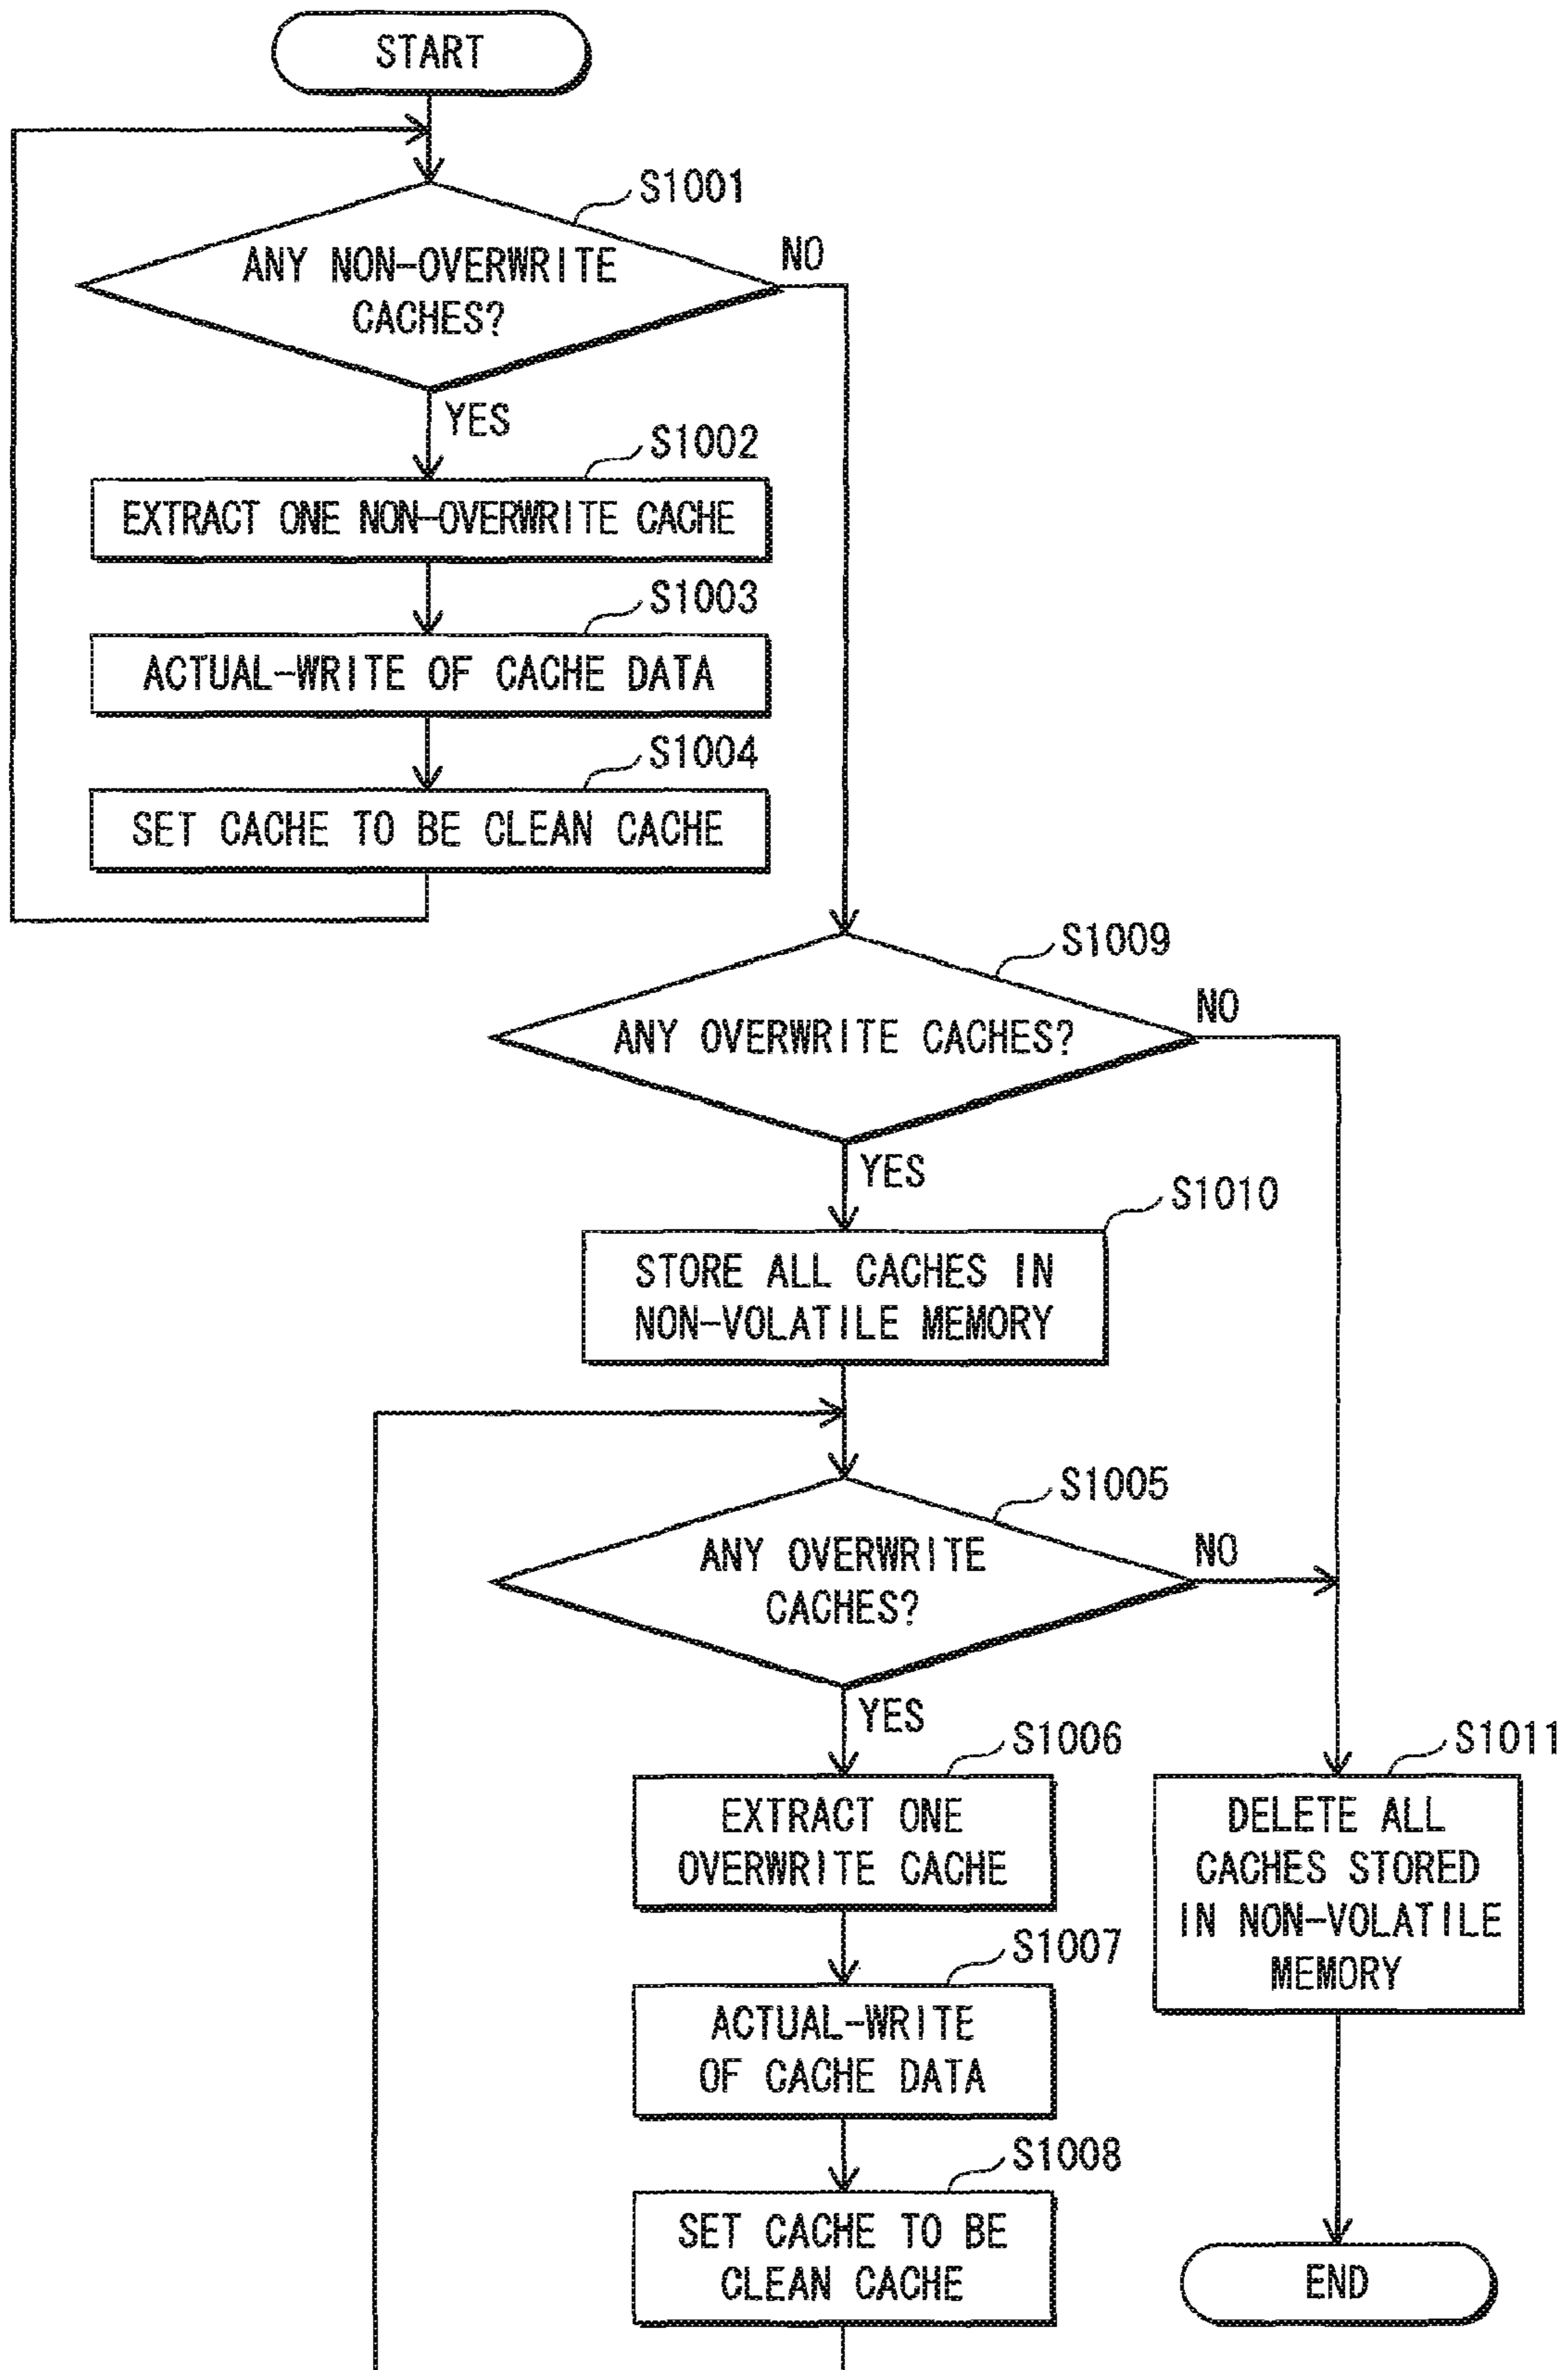 START
S1001
ANY NON-OVERWRITE
CACHES?
NO
YES
S1002
EXTRACT ONE NON-OVERWRITE CACHE
S1003
ACTUAL-WRITE OF CACHE DATA
S1004
SET CACHE TO BE CLEAN CACHE
S1009
ANY OVERWRITE CACHES?
NO
YES
S1010
STORE ALL CACHES IN
NON-VOLATILE MEMORY
S1005
ANY OVERWRITE
CACHES?
NO
YES
S1006
EXTRACT ONE
OVERWRITE CACHE
S1007
ACTUAL-WRITE
OF CACHE DATA
S1008
SET CACHE TO BE
CLEAN CACHE
S1011
DELETE ALL
CACHES STORED
IN NON-VOLATILE
MEMORY
END